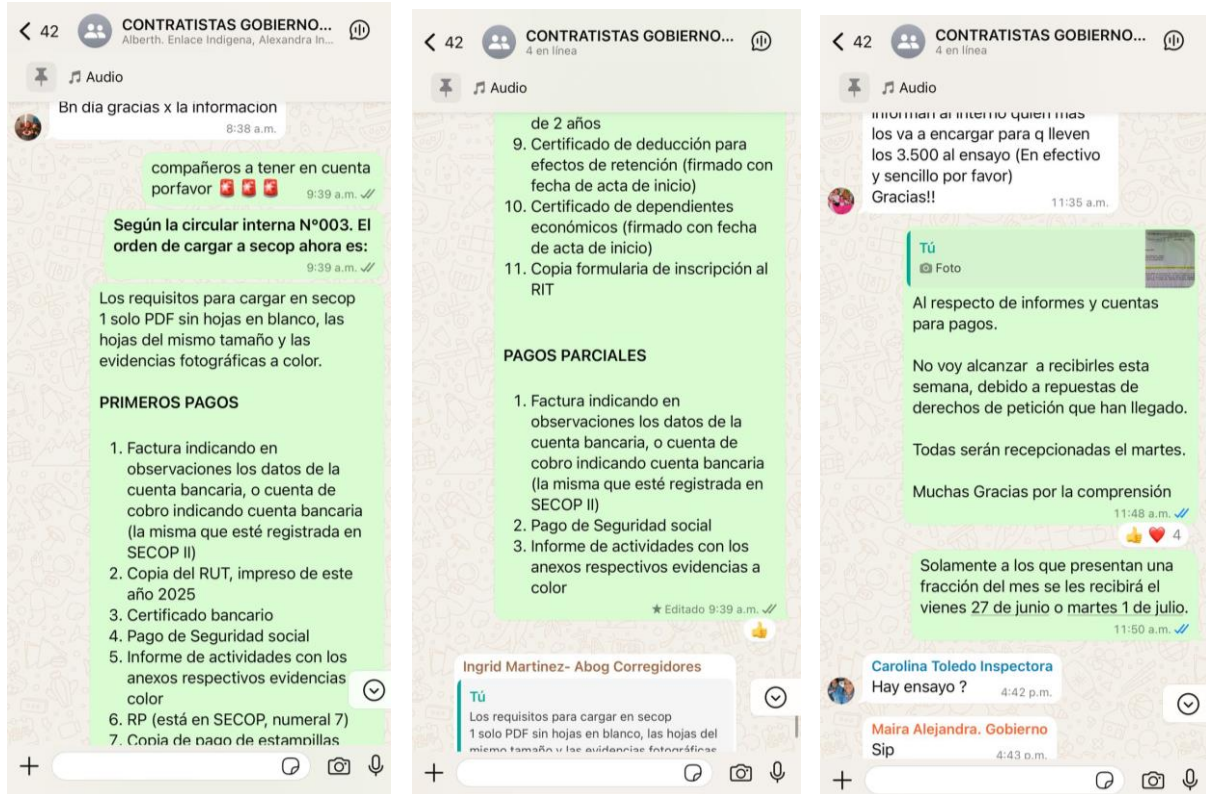 42
CONTRATISTAS GOBIERNO...
Alberth. Enlace Indigena, Alexandra In...
Audio
Bn día gracias x la información
8:38 a.m.
compañeros a tener en cuenta
porfavor 🚨 🚨 🚨
9:39 a.m.
Según la circular interna Nº003. El
orden de cargar a secop ahora es:
9:39 a.m.
Los requisitos para cargar en secop
1 solo PDF sin hojas en blanco, las
hojas del mismo tamaño y las
evidencias fotográficas a color.
PRIMEROS PAGOS
1. Factura indicando en
observaciones los datos de la
cuenta bancaria, o cuenta de
cobro indicando cuenta bancaria
(la misma que esté registrada en
SECOP II)
2. Copia del RUT, impreso de este
año 2025
3. Certificado bancario
4. Pago de Seguridad social
5. Informe de actividades con los
anexos respectivos evidencias
color
6. RP (está en SECOP, numeral 7)
7. Copia de pago de estampillas
42
CONTRATISTAS GOBIERNO...
4 en línea
Audio
de 2 años
9. Certificado de deducción para
efectos de retención (firmado con
fecha de acta de inicio)
10. Certificado de dependientes
económicos (firmado con fecha
de acta de inicio)
11. Copia formularia de inscripción al
RIT
PAGOS PARCIALES
1. Factura indicando en
observaciones los datos de la
cuenta bancaria, o cuenta de
cobro indicando cuenta bancaria
(la misma que esté registrada en
SECOP II)
2. Pago de Seguridad social
3. Informe de actividades con los
anexos respectivos evidencias a
color
Editado 9:39 a.m.
👍
Ingrid Martinez- Abog Corregidores
Tú
Los requisitos para cargar en secop
1 solo PDF sin hojas en blanco, las hojas del
mismo tamaño y las evidencias fotográficas
42
CONTRATISTAS GOBIERNO...
4 en línea
Audio
informan al interno quien más
los va a encargar para q lleven
los 3.500 al ensayo (En efectivo
y sencillo por favor)
Gracias!!
11:35 a.m.
Tú
Foto
Al respecto de informes y cuentas
para pagos.
No voy alcanzar a recibirles esta
semana, debido a repuestas de
derechos de petición que han llegado.
Todas serán recepcionadas el martes.
Muchas Gracias por la comprensión
11:48 a.m.
👍 ❤️ 4
Solamente a los que presentan una
fracción del mes se les recibirá el
vienes 27 de junio o martes 1 de julio.
11:50 a.m.
Carolina Toledo Inspectora
Hay ensayo ?
4:42 p.m.
Maira Alejandra. Gobierno
Sip
4:43 p.m.